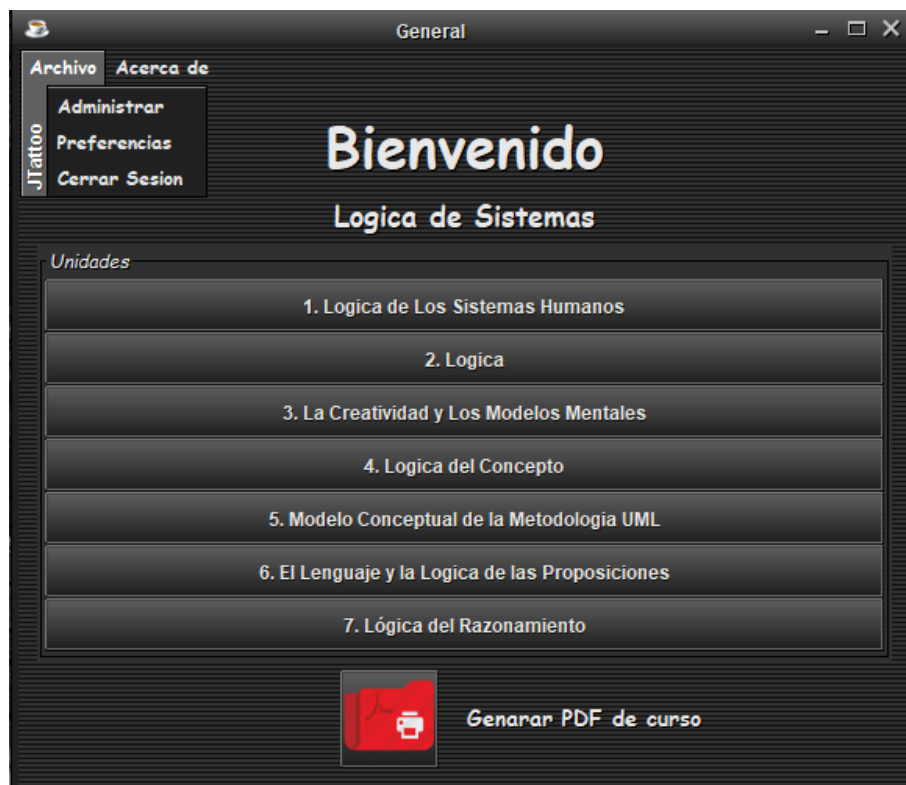 General
Archivo Acerca de
Administrar
Preferencias
Cerrar Sesion
JTattoo
Bienvenido
Logica de Sistemas
Unidades
1. Logica de Los Sistemas Humanos
2. Logica
3. La Creatividad y Los Modelos Mentales
4. Logica del Concepto
5. Modelo Conceptual de la Metodologia UML
6. El Lenguaje y la Logica de las Proposiciones
7. Lógica del Razonamiento
Genarar PDF de curso